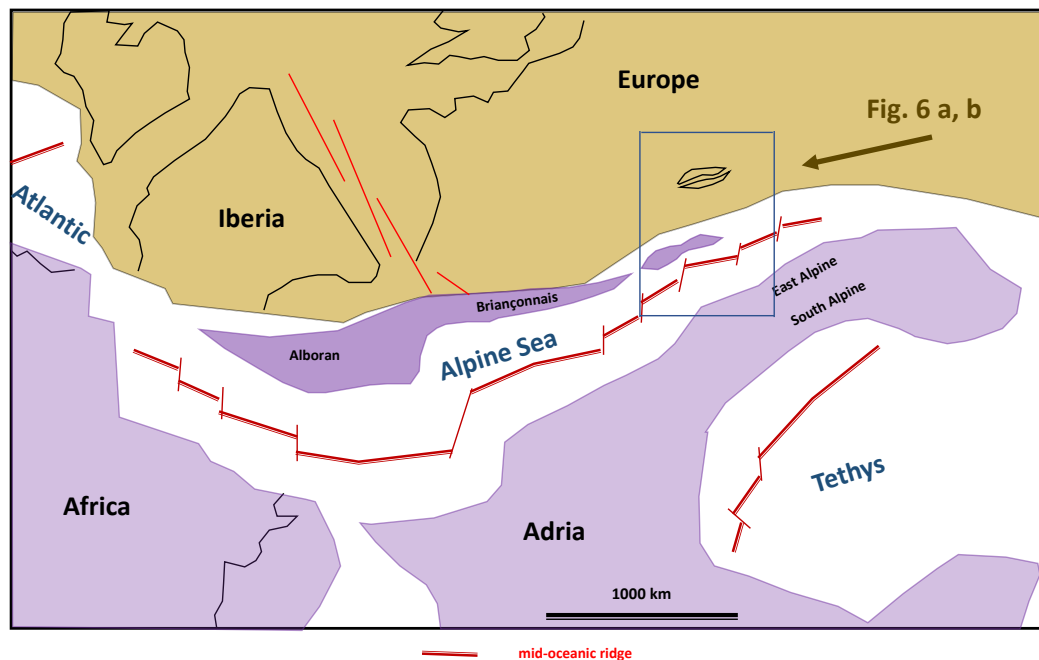 Europe
Fig. 6 a, b
Atlantic
Iberia
East Alpine
South Alpine
Briançonnais
Alboran
Alpine Sea
Tethys
Africa
Adria
1000 km
mid-oceanic ridge